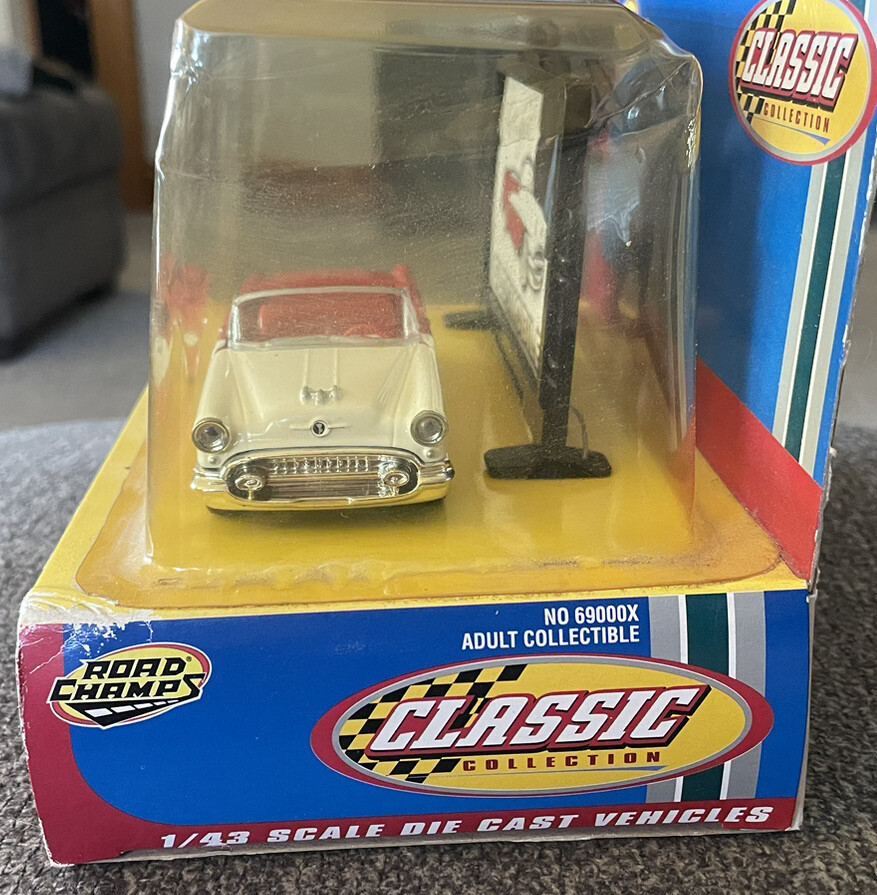 CLASSIC
COLLECTION
NO 69000X
ADULT COLLECTIBLE
ROAD
CHAMPS
CLASSIC
COLLECTION
1/43 SCALE DIE CAST VEHICLES